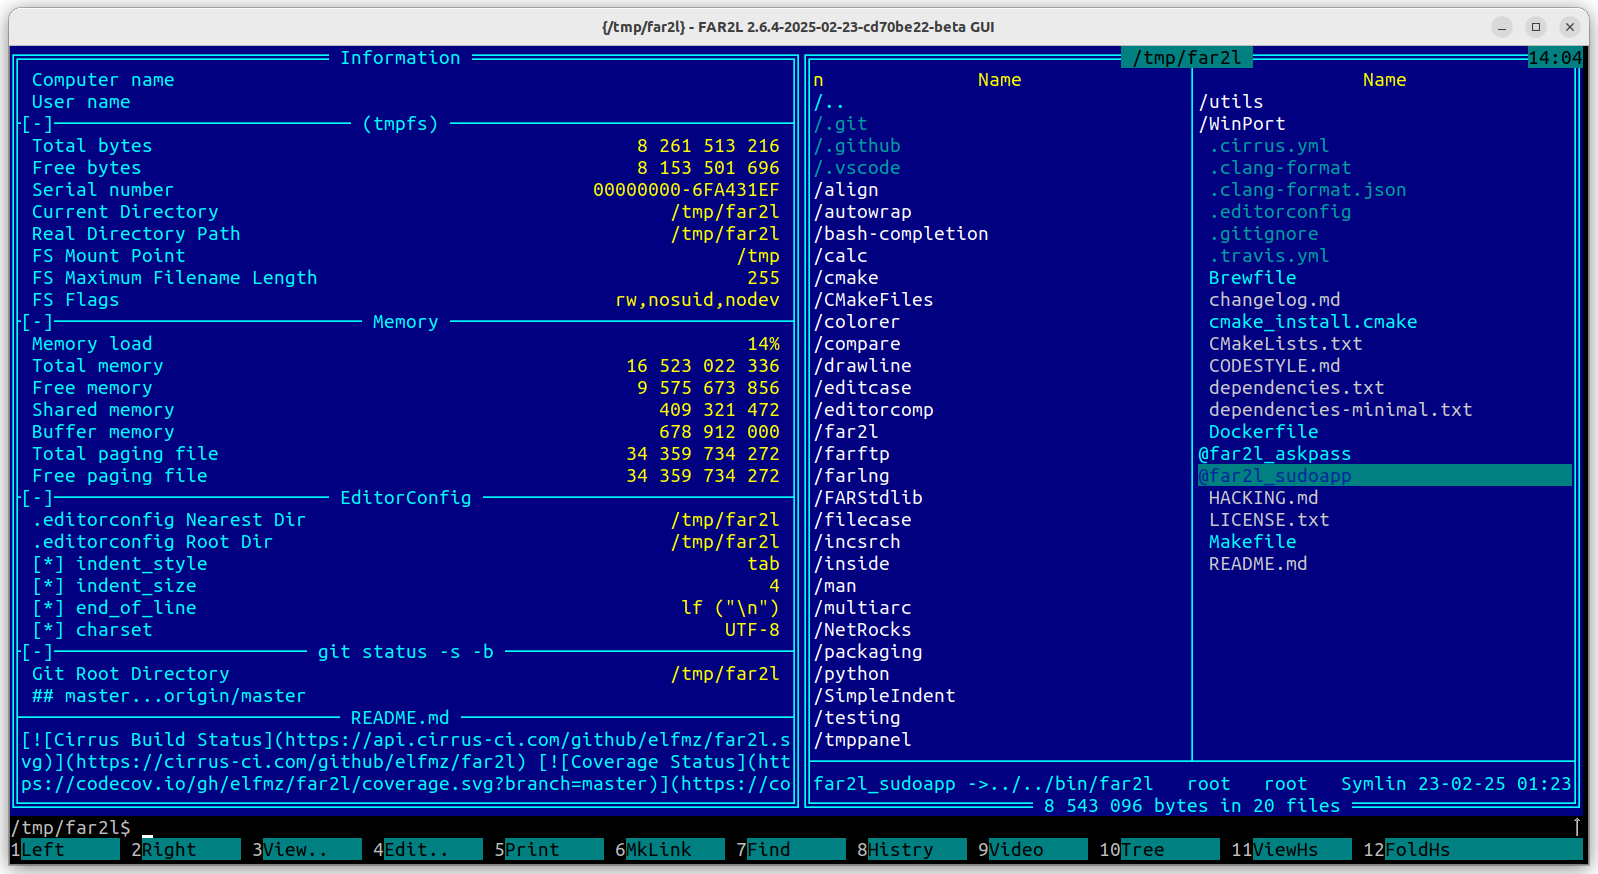 {/tmp/far2l} - FAR2L 2.6.4-2025-02-23-cd70be22-beta GUI
Information
Computer name
User name
[-] (tmpfs)
Total bytes 8 261 513 216
Free bytes 8 153 501 696
Serial number 00000000-6FA431EF
Current Directory /tmp/far2l
Real Directory Path /tmp/far2l
FS Mount Point /tmp
FS Maximum Filename Length 255
FS Flags rw,nosuid,nodev
[-] Memory
Memory load 14%
Total memory 16 523 022 336
Free memory 9 575 673 856
Shared memory 409 321 472
Buffer memory 678 912 000
Total paging file 34 359 734 272
Free paging file 34 359 734 272
[-] EditorConfig
.editorconfig Nearest Dir /tmp/far2l
.editorconfig Root Dir /tmp/far2l
[*] indent_style tab
[*] indent_size 4
[*] end_of_line lf ("\n")
[*] charset UTF-8
[-] git status -s -b
Git Root Directory /tmp/far2l
## master...origin/master
README.md
[![Cirrus Build Status](https://api.cirrus-ci.com/github/elfmz/far2l.s
vg)](https://cirrus-ci.com/github/elfmz/far2l) [![Coverage Status](htt
ps://codecov.io/gh/elfmz/far2l/coverage.svg?branch=master)](https://co
/tmp/far2l 14:04
n Name
/..
/.git
/.github
/.vscode
/align
/autowrap
/bash-completion
/calc
/cmake
/CMakeFiles
/colorer
/compare
/drawline
/editcase
/editorcomp
/far2l
/farftp
/farlng
/FARStdlib
/filecase
/incsrch
/inside
/man
/multiarc
/NetRocks
/packaging
/python
/SimpleIndent
/testing
/tmppanel
Name
/utils
/WinPort
.cirrus.yml
.clang-format
.clang-format.json
.editorconfig
.gitignore
.travis.yml
Brewfile
changelog.md
cmake_install.cmake
CMakeLists.txt
CODESTYLE.md
dependencies.txt
dependencies-minimal.txt
Dockerfile
@far2l_askpass
@far2l_sudoapp
HACKING.md
LICENSE.txt
Makefile
README.md
far2l_sudoapp ->../../bin/far2l root root Symlin 23-02-25 01:23
8 543 096 bytes in 20 files
/tmp/far2l$
1Left 2Right 3View.. 4Edit.. 5Print 6MkLink 7Find 8Histry 9Video 10Tree 11ViewHs 12FoldHs